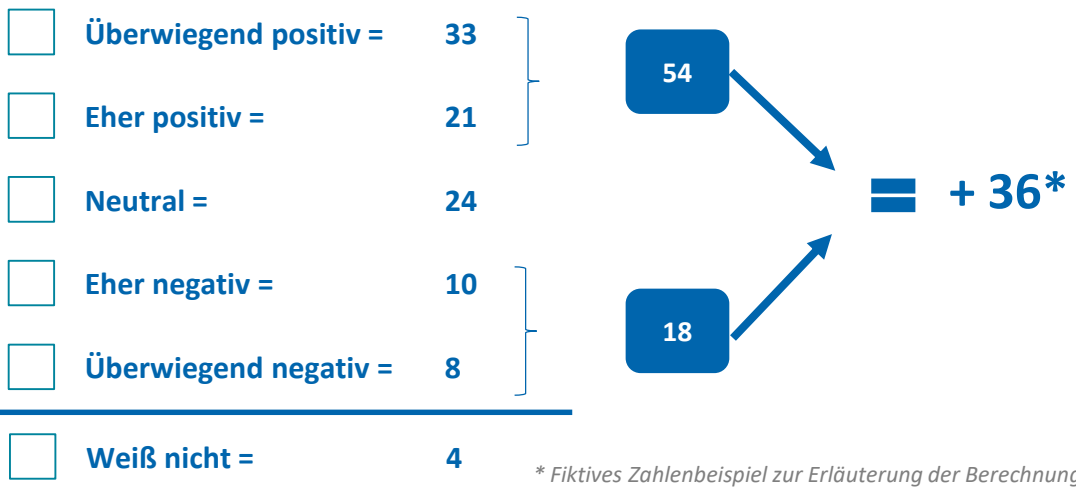 Überwiegend positiv = 33
54
Eher positiv = 21
Neutral = 24
= + 36*
Eher negativ = 10
18
Überwiegend negativ = 8
Weiß nicht = 4
* Fiktives Zahlenbeispiel zur Erläuterung der Berechnung